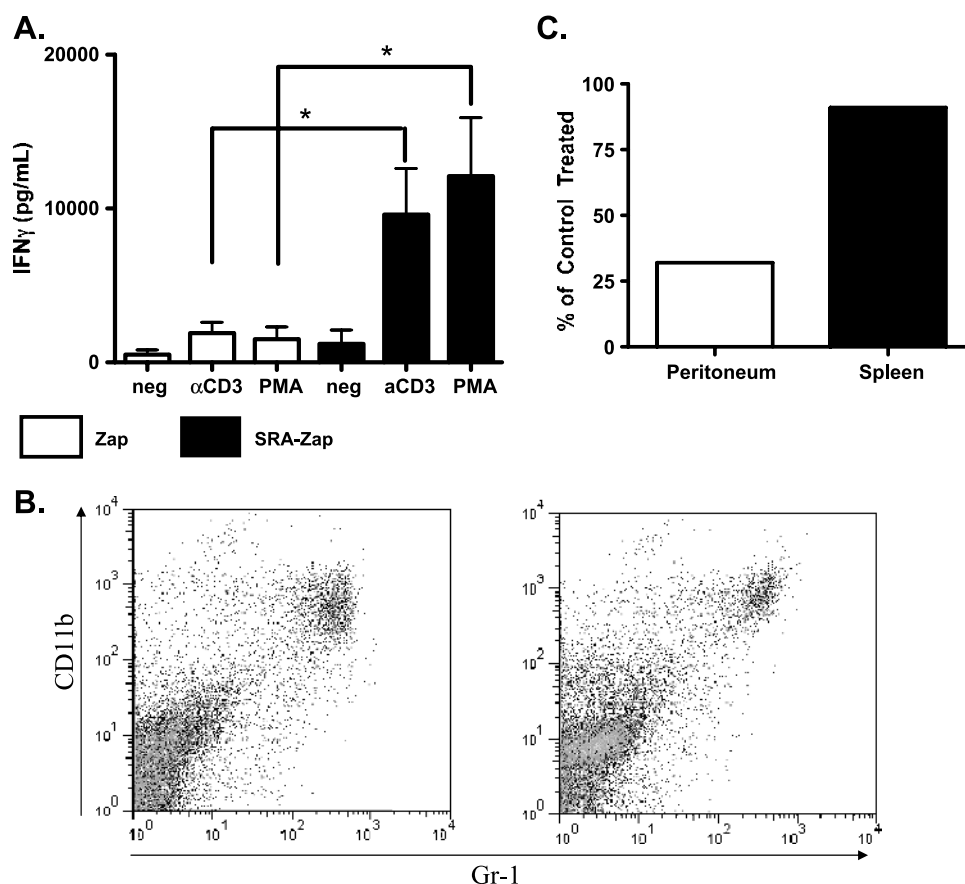 A.
IFNγ (pg/mL)
20000
10000
0
*
*
neg αCD3 PMA neg aCD3 PMA
Zap SRA-Zap
C.
% of Control Treated
100
75
50
25
0
Peritoneum Spleen
B.
CD11b
10^4
10^3
10^2
10^1
10^0
10^0 10^1 10^2 10^3 10^4
10^4
10^3
10^2
10^1
10^0
10^0 10^1 10^2 10^3 10^4
Gr-1